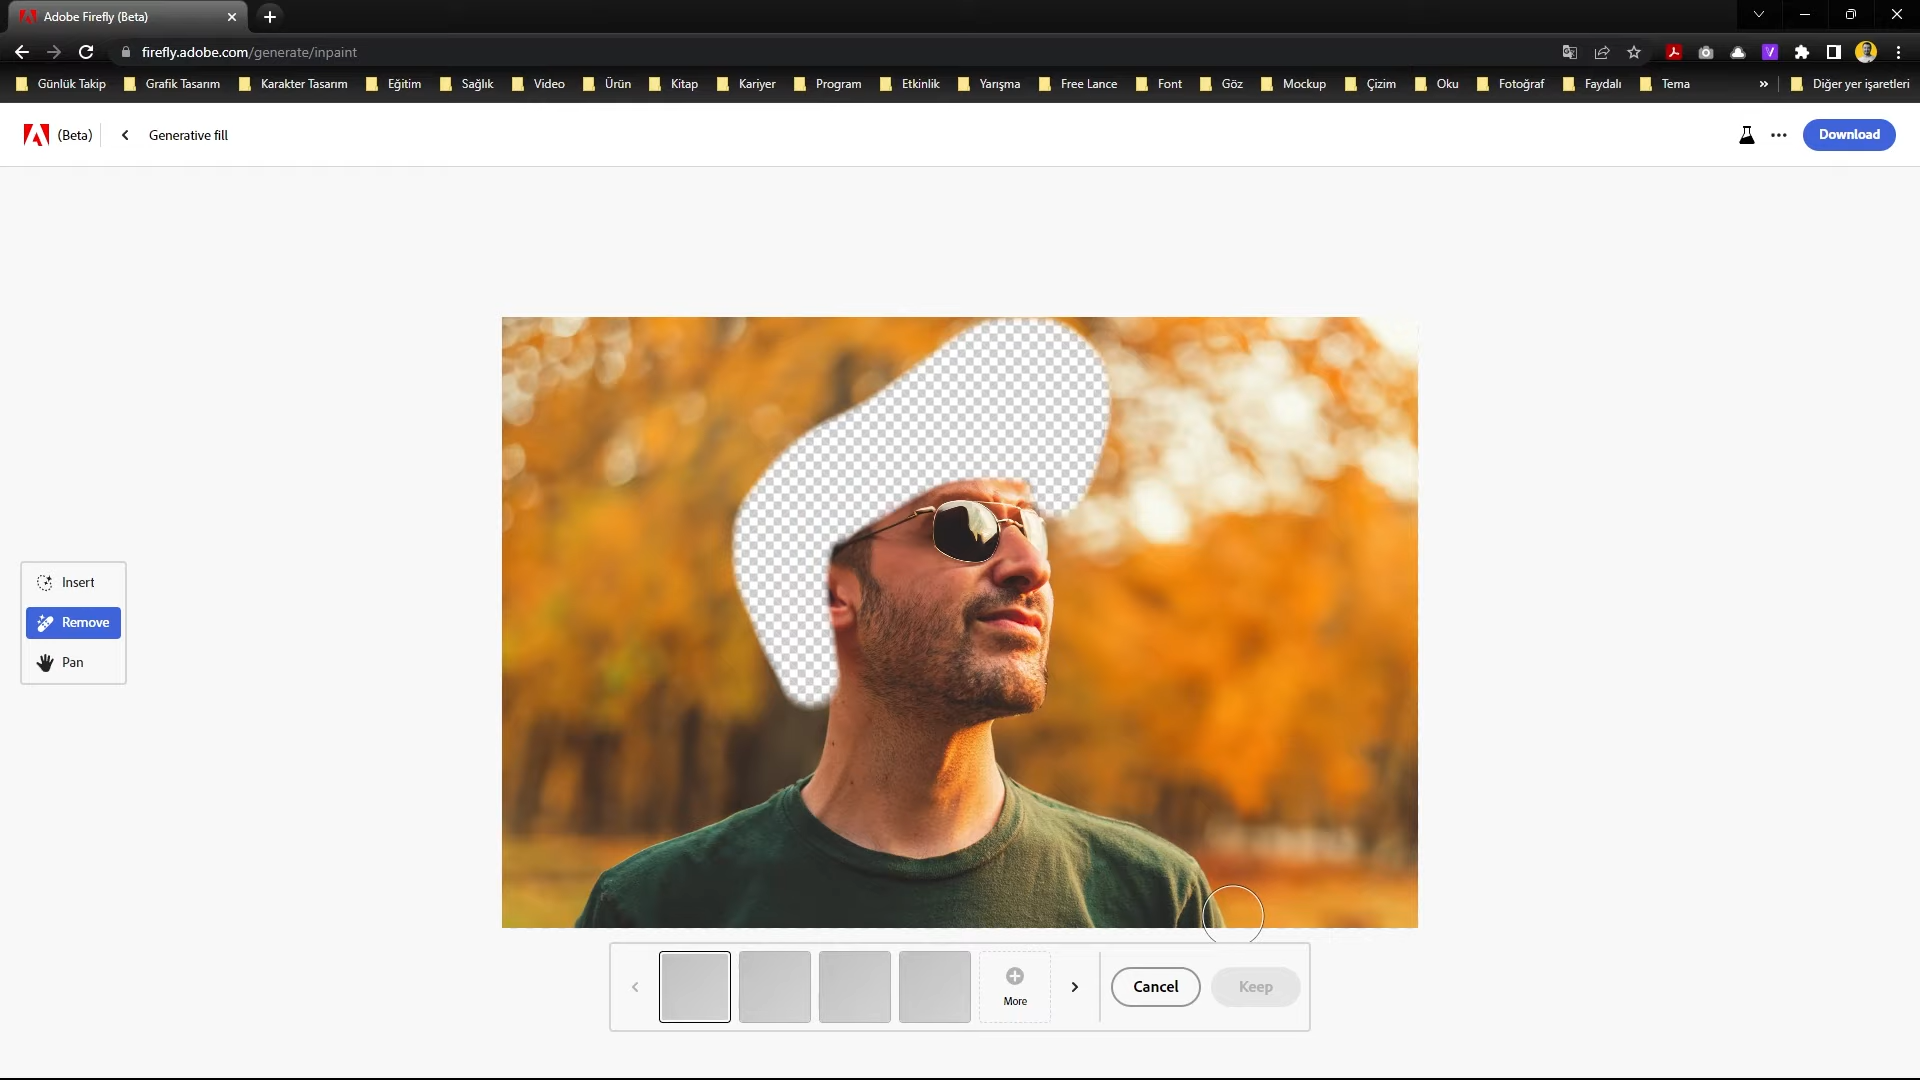 Adobe Firefly (Beta)
firefly.adobe.com/generate/inpaint
Günlük Takip Grafik Tasarım Karakter Tasarım Eğitim Sağlık Video Ürün Kitap Kariyer Program Etkinlik Yarışma Free Lance Font Göz Mockup Çizim Oku Fotoğraf Faydalı Tema » Diğer yer işaretleri
(Beta) Generative fill Download
Insert
Remove
Pan
More
Cancel Keep